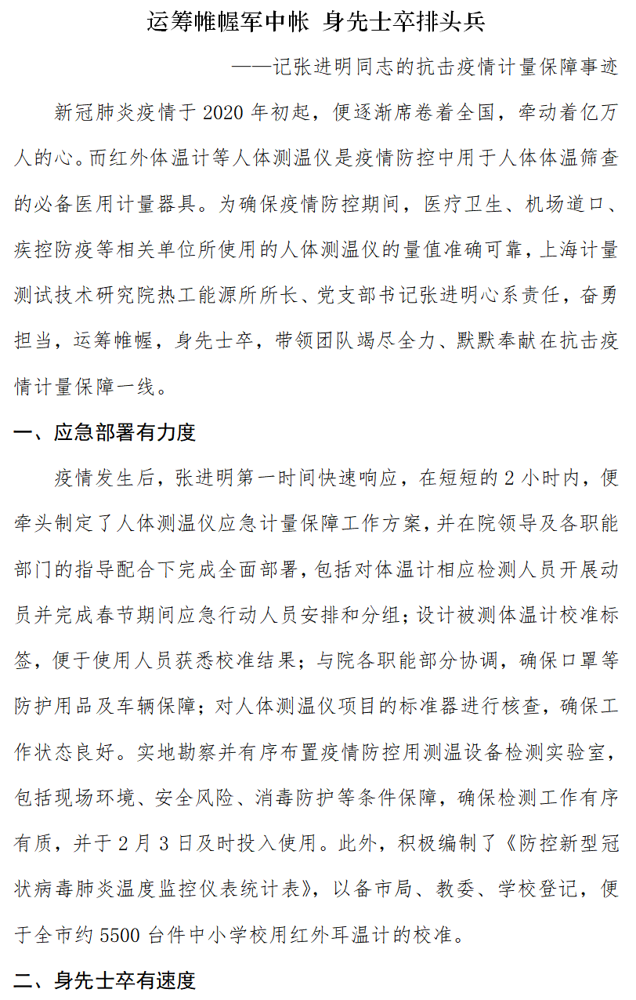 运筹帷幄军中帐 身先士卒排头兵
——记张进明同志的抗击疫情计量保障事迹
新冠肺炎疫情于 2020 年初起，便逐渐席卷着全国，牵动着亿万
人的心。而红外体温计等人体测温仪是疫情防控中用于人体体温筛查
的必备医用计量器具。为确保疫情防控期间，医疗卫生、机场道口、
疾控防疫等相关单位所使用的人体测温仪的量值准确可靠，上海计量
测试技术研究院热工能源所所长、党支部书记张进明心系责任，奋勇
担当，运筹帷幄，身先士卒，带领团队竭尽全力、默默奉献在抗击疫
情计量保障一线。
一、应急部署有力度
疫情发生后，张进明第一时间快速响应，在短短的 2 小时内，便
牵头制定了人体测温仪应急计量保障工作方案，并在院领导及各职能
部门的指导配合下完成全面部署，包括对体温计相应检测人员开展动
员并完成春节期间应急行动人员安排和分组；设计被测体温计校准标
签，便于使用人员获悉校准结果；与院各职能部分协调，确保口罩等
防护用品及车辆保障；对人体测温仪项目的标准器进行核查，确保工
作状态良好。实地勘察并有序布置疫情防控用测温设备检测实验室，
包括现场环境、安全风险、消毒防护等条件保障，确保检测工作有序
有质，并于 2 月 3 日及时投入使用。此外，积极编制了《防控新型冠
状病毒肺炎温度监控仪表统计表》，以备市局、教委、学校登记，便
于全市约 5500 台件中小学校用红外耳温计的校准。
二、身先士卒有速度